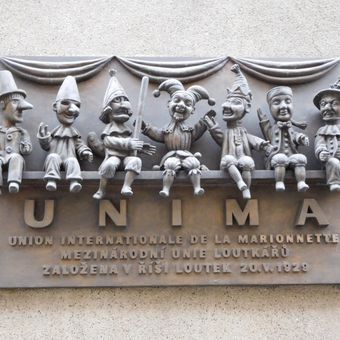 UNIMA
UNION INTERNATIONALE DE LA MARIONNETTE
MEZINÁRODNÍ UNIE LOUTKÁŘŮ
ZALOŽENA V ŘÍŠI LOUTEK 20.V.1929